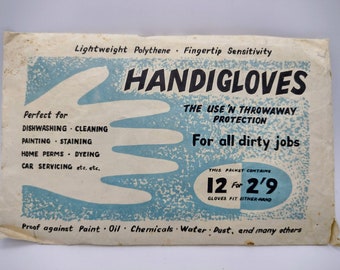 Lightweight Polythene · Fingertip Sensitivity
HANDIGLOVES
THE USE 'N THROWAWAY
PROTECTION
For all dirty jobs
Perfect for
DISHWASHING · CLEANING
PAINTING · STAINING
HOME PERMS · DYEING
CAR SERVICING etc. etc.
THIS PACKET CONTAINS
12 For 2'9
GLOVES FIT EITHER-HAND
Proof against Paint · Oil · Chemicals · Water · Dust, and many others